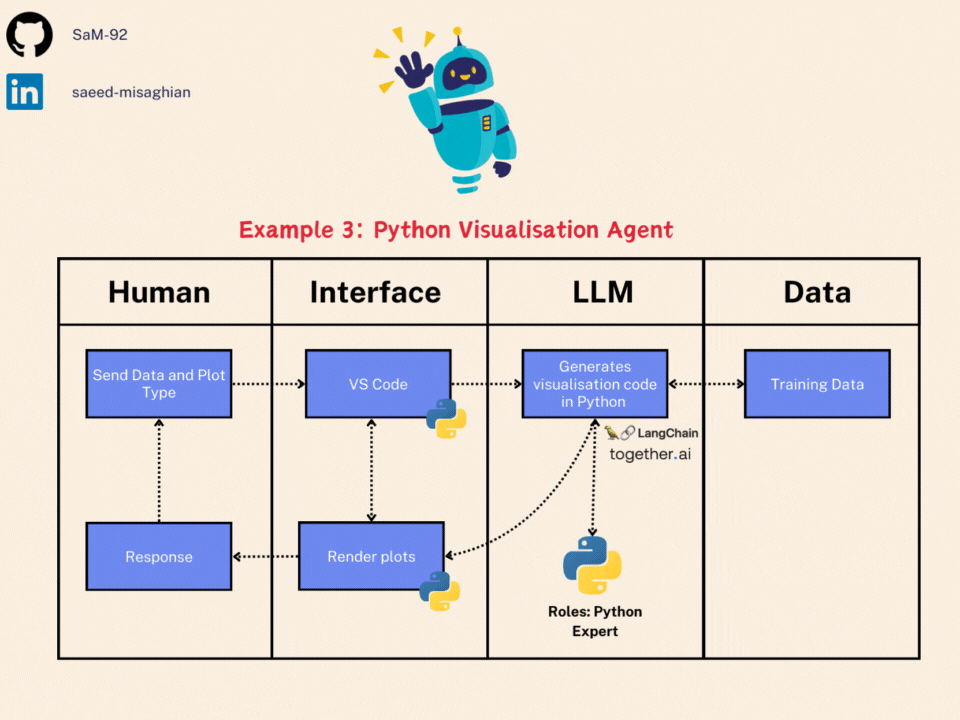 SaM-92
in
saeed-misaghian
Example 3: Python Visualisation Agent
Human
Interface
LLM
Data
Send Data and Plot
Type
VS Code
Generates
visualisation code
in Python
Training Data
LangChain
together.ai
Response
Render plots
Roles: Python
Expert